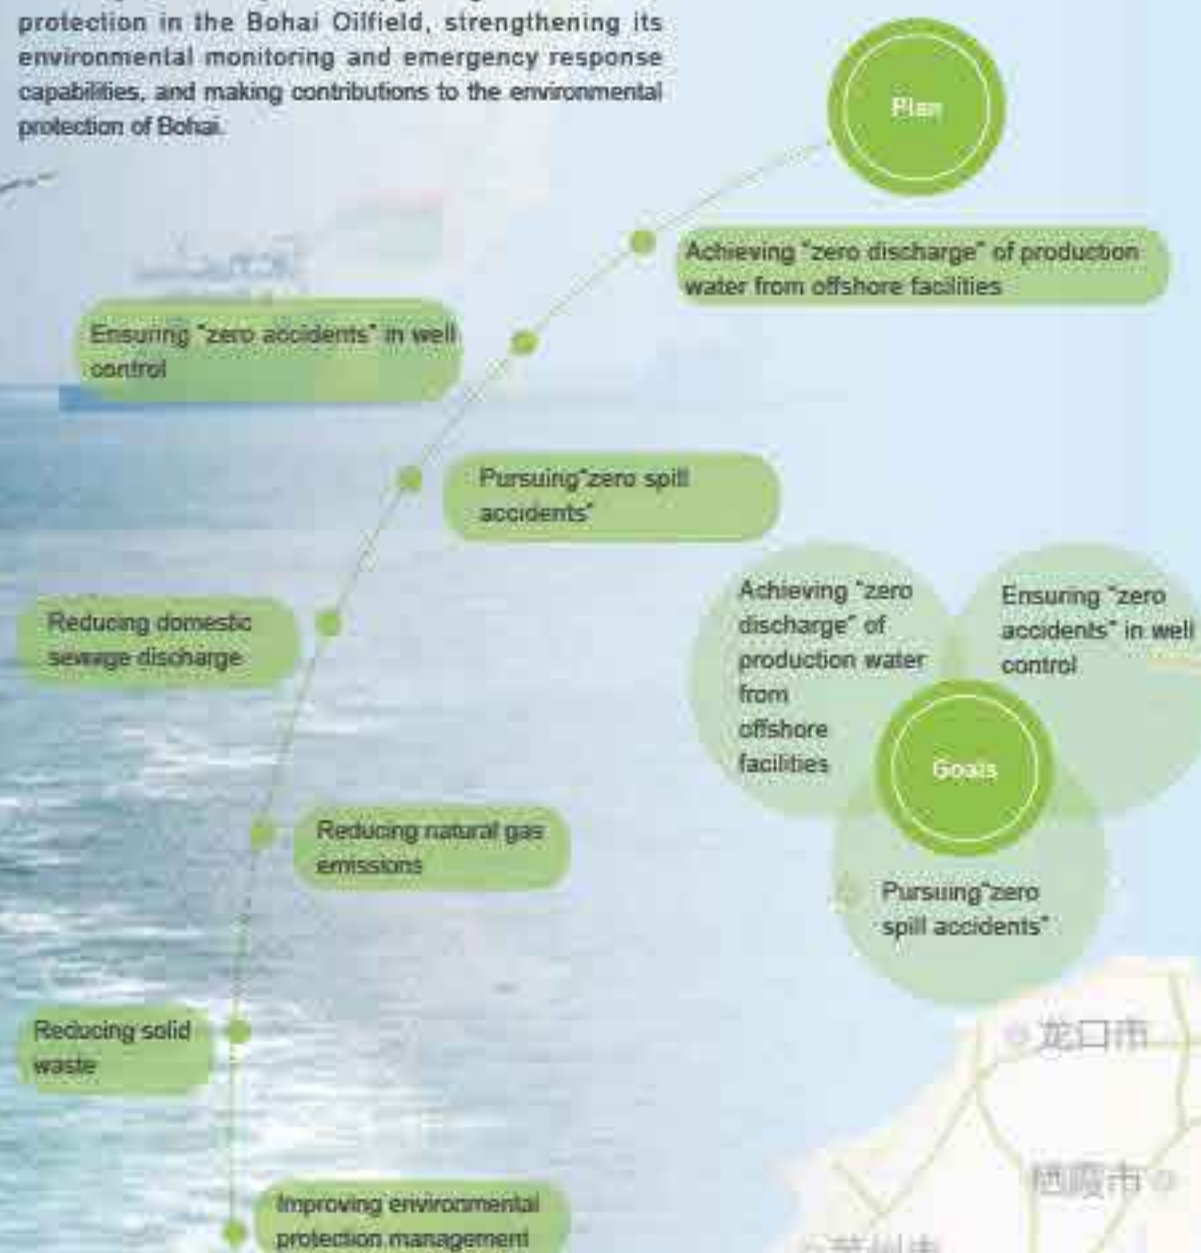 protection in the Bohai Oilfield, strengthening its
environmental monitoring and emergency response
capabilities, and making contributions to the environmental
protection of Bohai.
Plan
Achieving "zero discharge" of production
water from offshore facilities
Ensuring "zero accidents" in well
control
Pursuing"zero spill
accidents"
Reducing domestic
sewage discharge
Reducing natural gas
emissions
Reducing solid
waste
Improving environmental
protection management
Achieving "zero
discharge" of
production water
from
offshore
facilities
Ensuring "zero
accidents" in well
control
Goals
Pursuing"zero
spill accidents"
龙口市
栖霞市